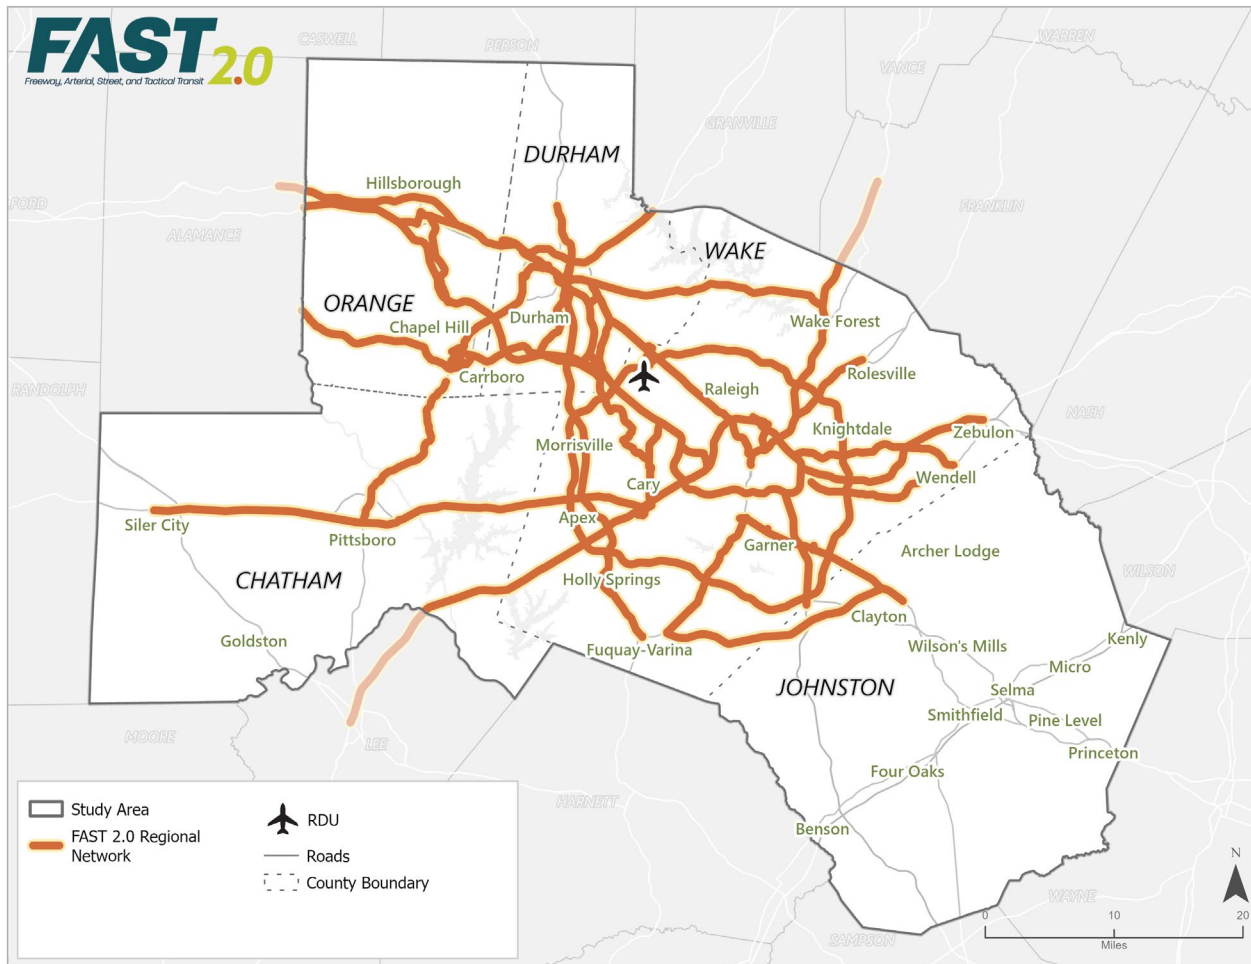 FAST 2.0
Freeway, Arterial, Street, and Tactical Transit
CASWELL
PERSON
WARREN
VANCE
GRANVILLE
DURHAM
Hillsborough
FORD
ALAMANCE
FRANKLIN
WAKE
ORANGE
Chapel Hill
Durham
Wake Forest
Carrboro
Rolesville
RANDOLPH
Raleigh
NASH
Knightdale
Zebulon
Morrisville
Wendell
Cary
Siler City
Apex
Pittsboro
Garner
Archer Lodge
CHATHAM
Holly Springs
WILSON
Clayton
Goldston
Fuquay-Varina
Wilson's Mills
Kenly
Micro
JOHNSTON
Selma
Smithfield
Pine Level
MOORE
LEE
Princeton
Four Oaks
HARNETT
Benson
WAYNE
SAMPSON
Study Area
FAST 2.0 Regional
Network
RDU
Roads
County Boundary
N
0 10 20
Miles